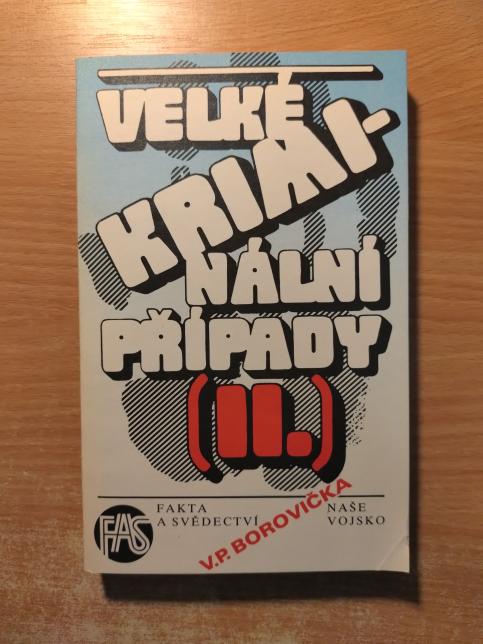 VELKÉ
KRIMI-
NÁLNÍ
PŘÍPADY
(II.)
FAS
FAKTA
A SVĚDECTVÍ
V.P. BOROVIČKA
NAŠE
VOJSKO